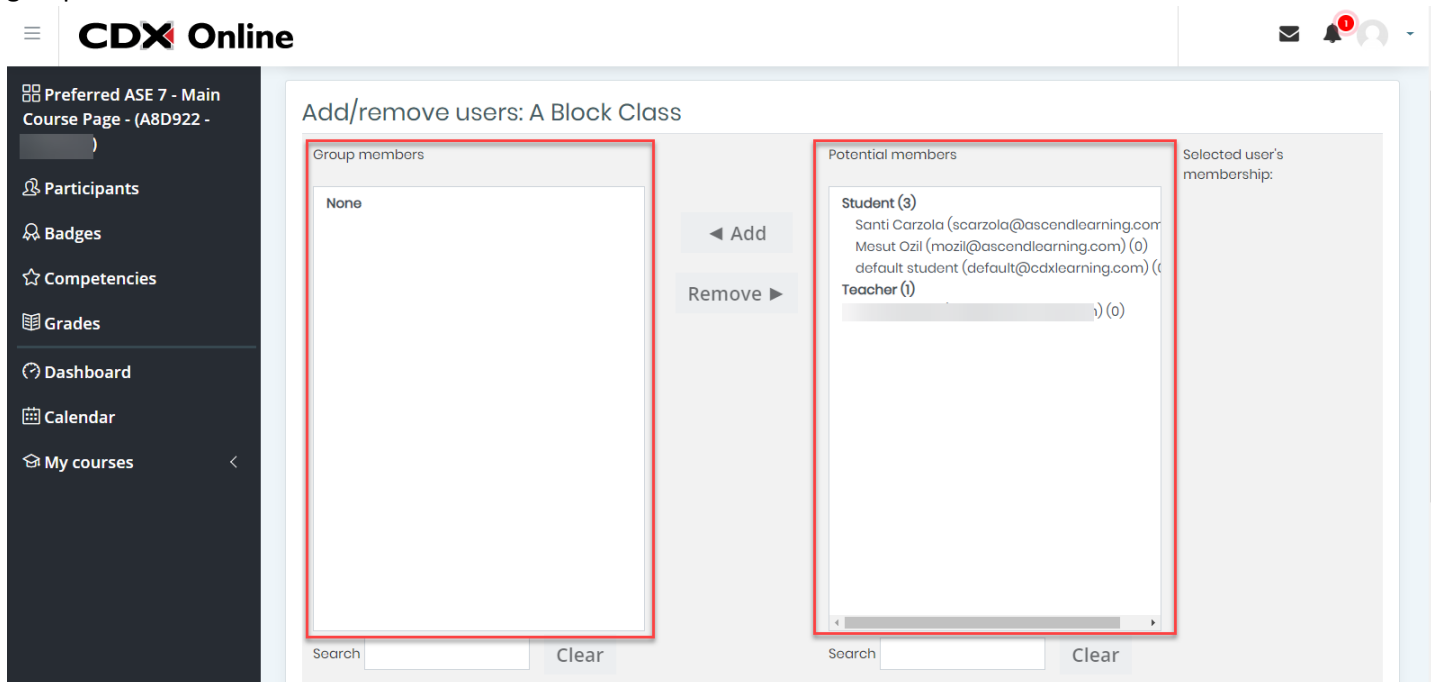 CDX Online
1
Preferred ASE 7 - Main
Course Page - (A8D922 -
)
Participants
Badges
Competencies
Grades
Dashboard
Calendar
My courses
Add/remove users: A Block Class
Group members
None
Search
Clear
◄ Add
Remove ►
Potential members
Student (3)
Santi Carzola (scarzola@ascendlearning.com
Mesut Ozil (mozil@ascendlearning.com) (0)
default student (default@cdxlearning.com) (
Teacher (1)
) (0)
Search
Clear
Selected user's
membership: